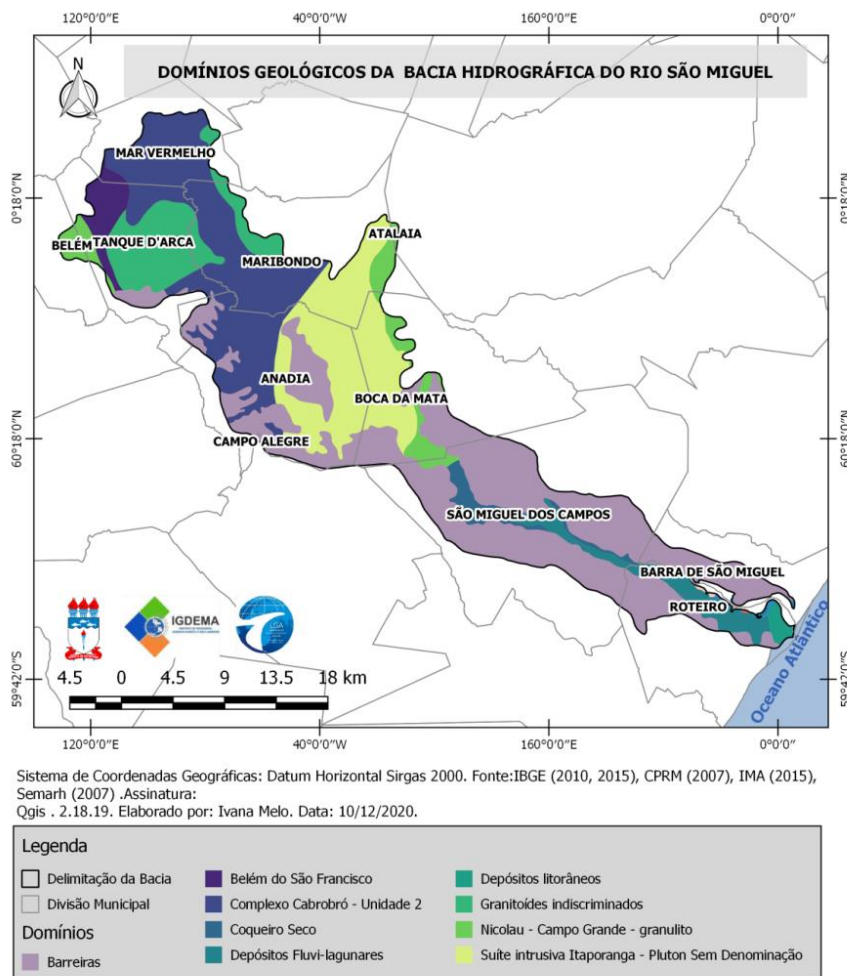 120°0′0″E 40°0′0″W 160°0′0″W 0°0′0″
DOMÍNIOS GEOLÓGICOS DA BACIA HIDROGRÁFICA DO RIO SÃO MIGUEL
N
MAR VERMELHO
0°18′0″N 0°18′0″N
ATALAIA
BELÉM TANQUE D'ARCA
MARIBONDO
ANADIA
BOCA DA MATA
CAMPO ALEGRE
60°18′0″N 60°18′0″N
SÃO MIGUEL DOS CAMPOS
BARRA DE SÃO MIGUEL
ROTEIRO
IGDEMA
LGA
Oceano Atlântico
4.5 0 4.5 9 13.5 18 km
59°42′0″S 59°42′0″S
120°0′0″E 40°0′0″W 160°0′0″W 0°0′0″
Sistema de Coordenadas Geográficas: Datum Horizontal Sirgas 2000. Fonte:IBGE (2010, 2015), CPRM (2007), IMA (2015),
Semarh (2007) .Assinatura:
Qgis . 2.18.19. Elaborado por: Ivana Melo. Data: 10/12/2020.
Legenda
Delimitação da Bacia
Divisão Municipal
Domínios
Barreiras
Belém do São Francisco
Complexo Cabrobró - Unidade 2
Coqueiro Seco
Depósitos Fluvi-lagunares
Depósitos litorâneos
Granitoídes indiscriminados
Nicolau - Campo Grande - granulito
Suíte intrusiva Itaporanga - Pluton Sem Denominação